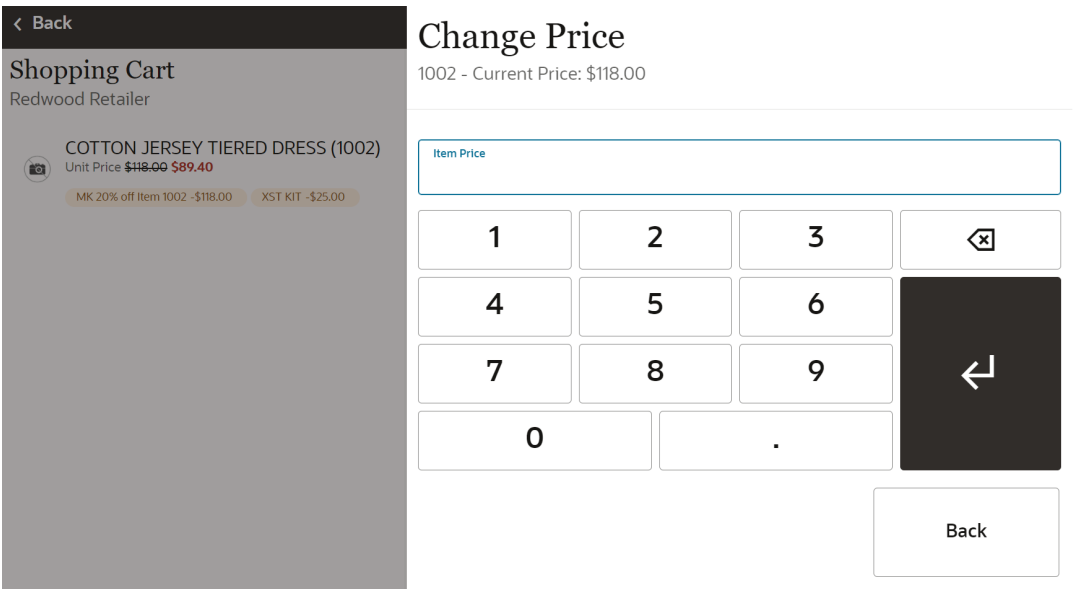 Back
Shopping Cart
Redwood Retailer
COTTON JERSEY TIERED DRESS (1002)
Unit Price $118.00 $89.40
MK 20% off Item 1002 -$118.00 XST KIT -$25.00
Change Price
1002 - Current Price: $118.00
Item Price
1 2 3
4 5 6
7 8 9
0 .
Back